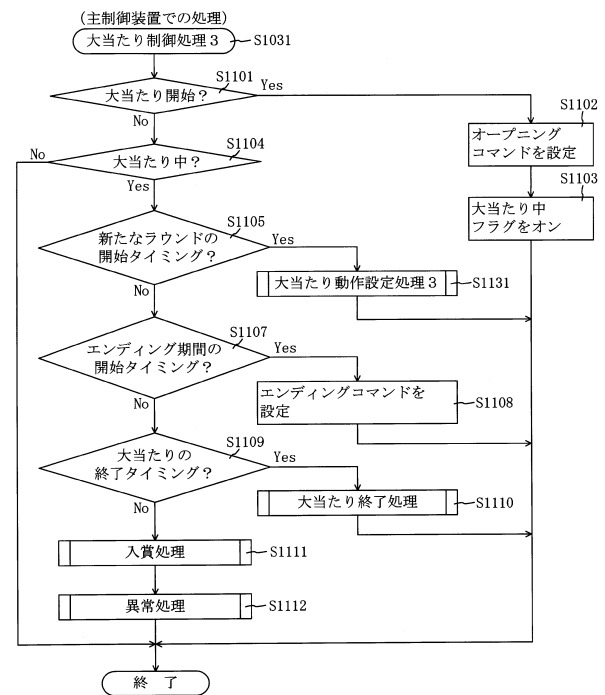 (主制御装置での処理)
大当たり制御処理3
S1031
S1101
大当たり開始?
Yes
No
S1102
オープニング
コマンドを設定
S1103
大当たり中
フラグをオン
S1104
大当たり中?
No
Yes
S1105
新たなラウンドの
開始タイミング?
Yes
No
大当たり動作設定処理3
S1131
S1107
エンディング期間の
開始タイミング?
Yes
No
エンディングコマンドを
設定
S1108
S1109
大当たりの
終了タイミング?
Yes
No
大当たり終了処理
S1110
入賞処理
S1111
異常処理
S1112
終 了